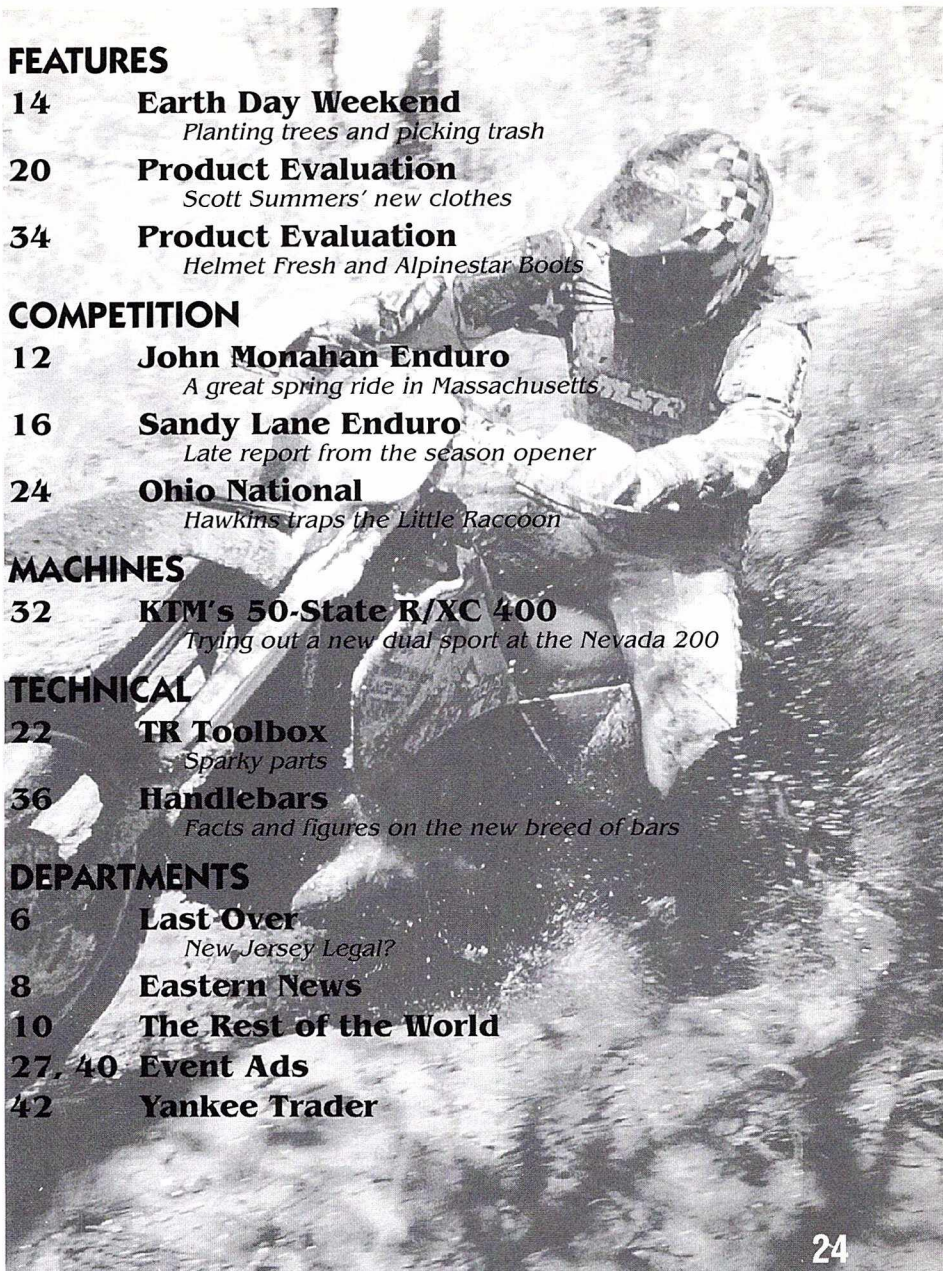 FEATURES
14 Earth Day Weekend
Planting trees and picking trash
20 Product Evaluation
Scott Summers' new clothes
34 Product Evaluation
Helmet Fresh and Alpinestar Boots
COMPETITION
12 John Monahan Enduro
A great spring ride in Massachusetts
16 Sandy Lane Enduro
Late report from the season opener
24 Ohio National
Hawkins traps the Little Raccoon
MACHINES
32 KTM's 50-State R/XC 400
Trying out a new dual sport at the Nevada 200
TECHNICAL
22 TR Toolbox
Sparky parts
36 Handlebars
Facts and figures on the new breed of bars
DEPARTMENTS
6 Last Over
New Jersey Legal?
8 Eastern News
10 The Rest of the World
27, 40 Event Ads
42 Yankee Trader
24